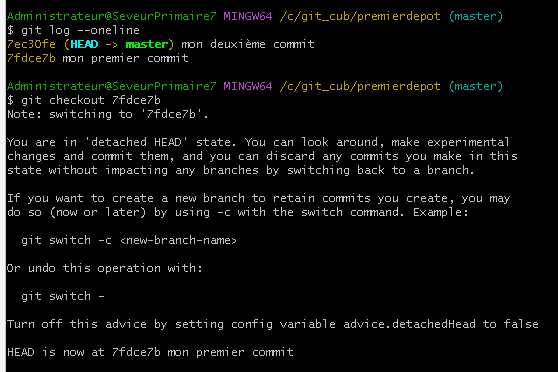 Administrateur@SeveurPrimaire7 MINGW64 /c/git_cub/premierdepot (master)
$ git log --oneline
7ec30fe (HEAD -> master) mon deuxième commit
7fdce7b mon premier commit
Administrateur@SeveurPrimaire7 MINGW64 /c/git_cub/premierdepot (master)
$ git checkout 7fdce7b
Note: switching to '7fdce7b'.
You are in 'detached HEAD' state. You can look around, make experimental
changes and commit them, and you can discard any commits you make in this
state without impacting any branches by switching back to a branch.
If you want to create a new branch to retain commits you create, you may
do so (now or later) by using -c with the switch command. Example:
git switch -c <new-branch-name>
Or undo this operation with:
git switch -
Turn off this advice by setting config variable advice.detachedHead to false
HEAD is now at 7fdce7b mon premier commit